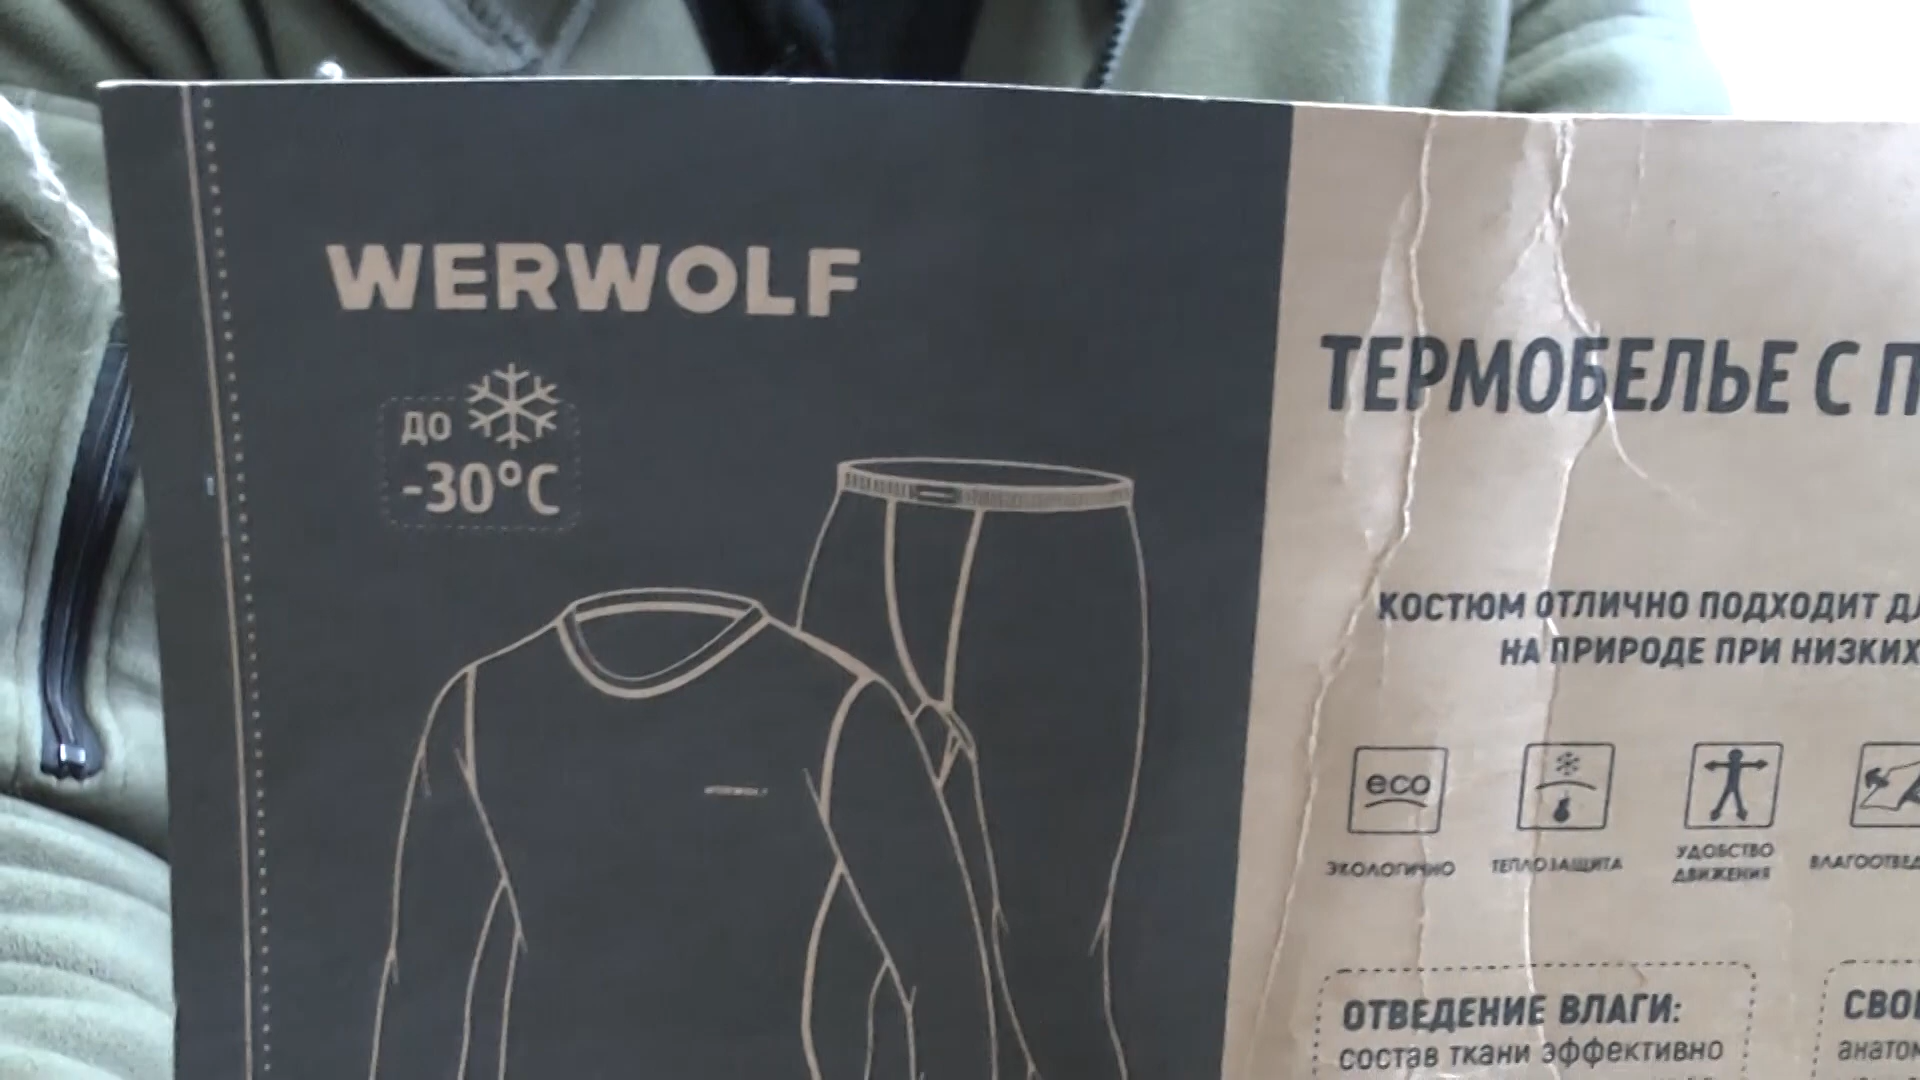 WERWOLF
ДО
-30°C
WERWOLF
ТЕРМОБЕЛЬЕ С
КОСТЮМ ОТЛИЧНО ПОДХОДИТ
НА ПРИРОДЕ ПРИ НИЗКИХ
eco
ЭКОЛОГИЧНО
ТЕПЛОЗАЩИТА
УДОБСТВО
ДВИЖЕНИЯ
ОТВЕДЕНИЕ ВЛАГИ:
состав ткани эффективно